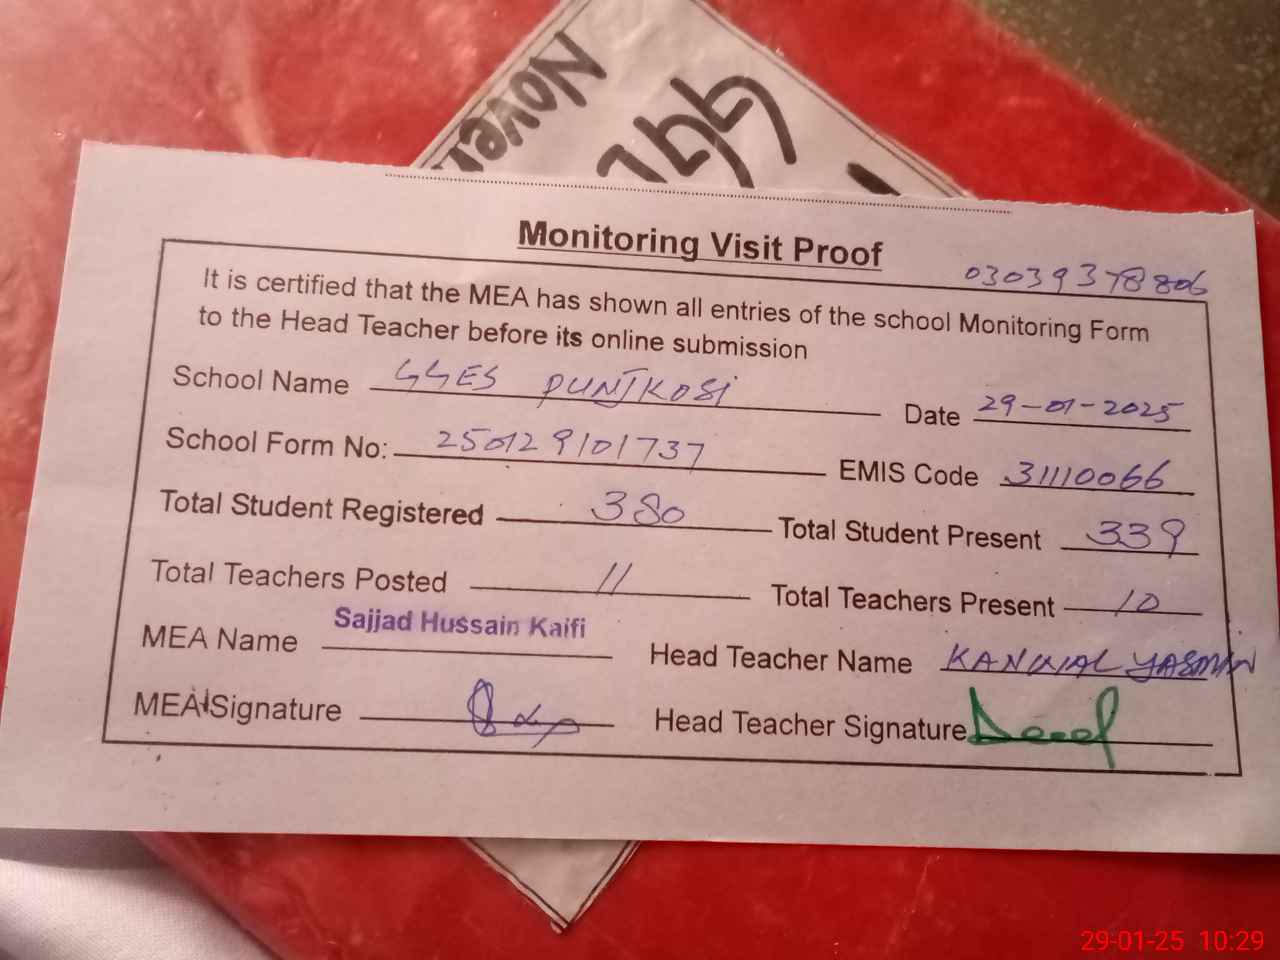 Nove
Monitoring Visit Proof
03039378806
It is certified that the MEA has shown all entries of the school Monitoring Form
to the Head Teacher before its online submission
School Name GGES PUNJKOSI Date 29-01-2025
School Form No: 250129101737 EMIS Code 31110066
Total Student Registered 380 Total Student Present 339
Total Teachers Posted 11 Total Teachers Present 10
MEA Name Sajjad Hussain Kaifi Head Teacher Name KANWAL YASMIN
MEA Signature Head Teacher Signature
29-01-25 10:29